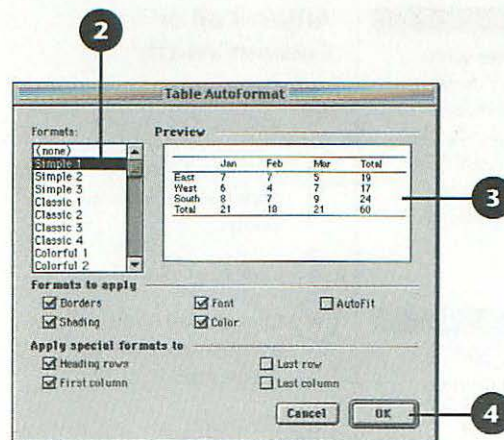 2
Table AutoFormat
Formats: Preview
(none)
Simple 1
Simple 2
Simple 3
Classic 1
Classic 2
Classic 3
Classic 4
Colorful 1
Colorful 2
Jan Feb Mar Total
East 7 7 5 19
West 6 4 7 17
South 8 7 9 24
Total 21 18 21 60
3
Formats to apply
Borders Font AutoFit
Shading Color
Apply special formats to
Heading rows Last row
First column Last column
Cancel OK
4